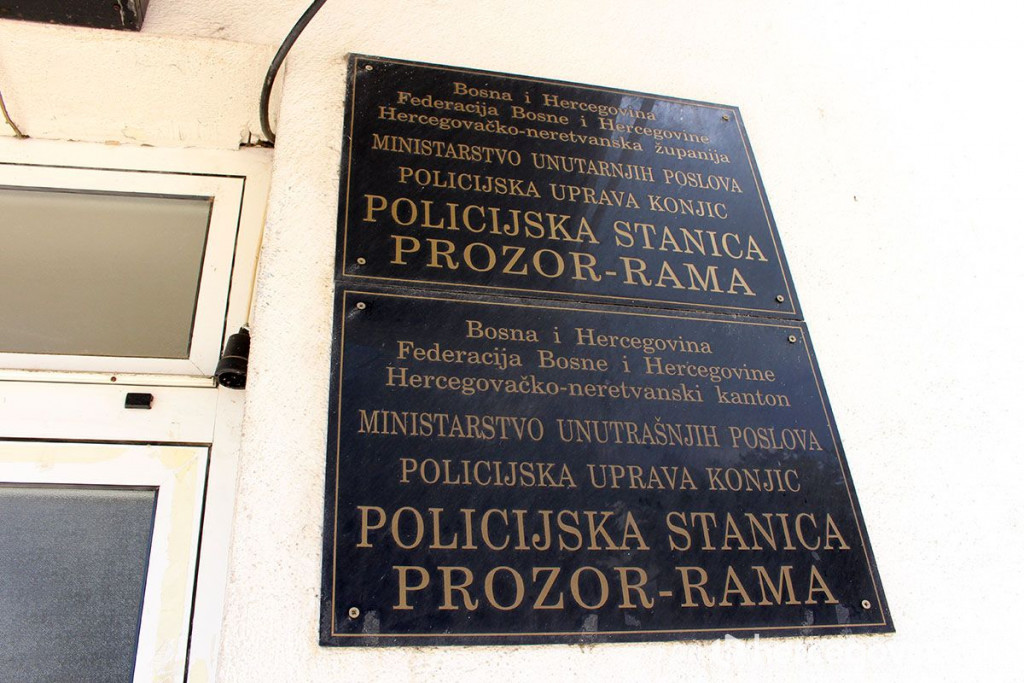 Bosna i Hercegovina
Federacija Bosne i Hercegovine
Hercegovačko-neretvanska županija
MINISTARSTVO UNUTARNJIH POSLOVA
POLICIJSKA UPRAVA KONJIC
POLICIJSKA STANICA
PROZOR-RAMA
Bosna i Hercegovina
Federacija Bosne i Hercegovine
Hercegovačko-neretvanski kanton
MINISTARSTVO UNUTRAŠNJIH POSLOVA
POLICIJSKA UPRAVA KONJIC
POLICIJSKA STANICA
PROZOR-RAMA